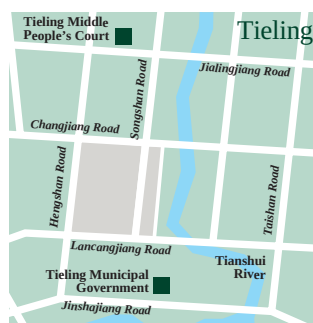 Tieling Middle
People's Court
Tieling
Jialingjiang Road
Songshan Road
Changjiang Road
Hengshan Road
Taishan Road
Lancangjiang Road
Tianshui
River
Tieling Municipal
Government
Jinshajiang Road